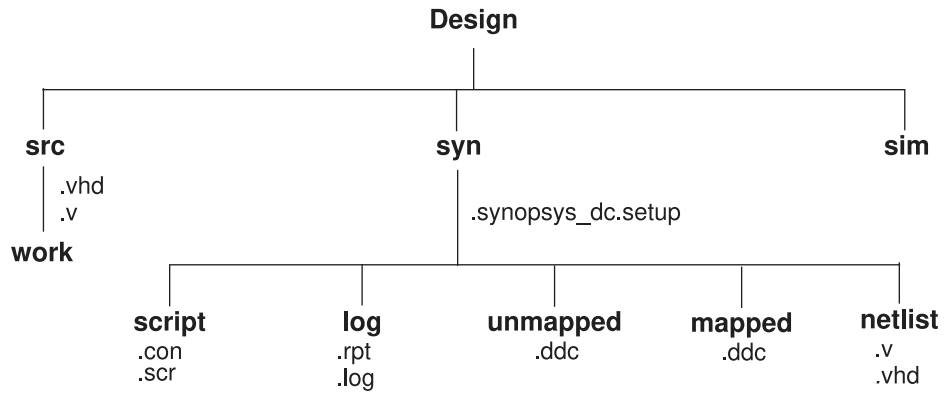 Design
src
syn
sim
.vhd
.v
.synopsys_dc.setup
work
script
log
unmapped
mapped
netlist
.con
.rpt
.ddc
.ddc
.v
.scr
.log
.vhd